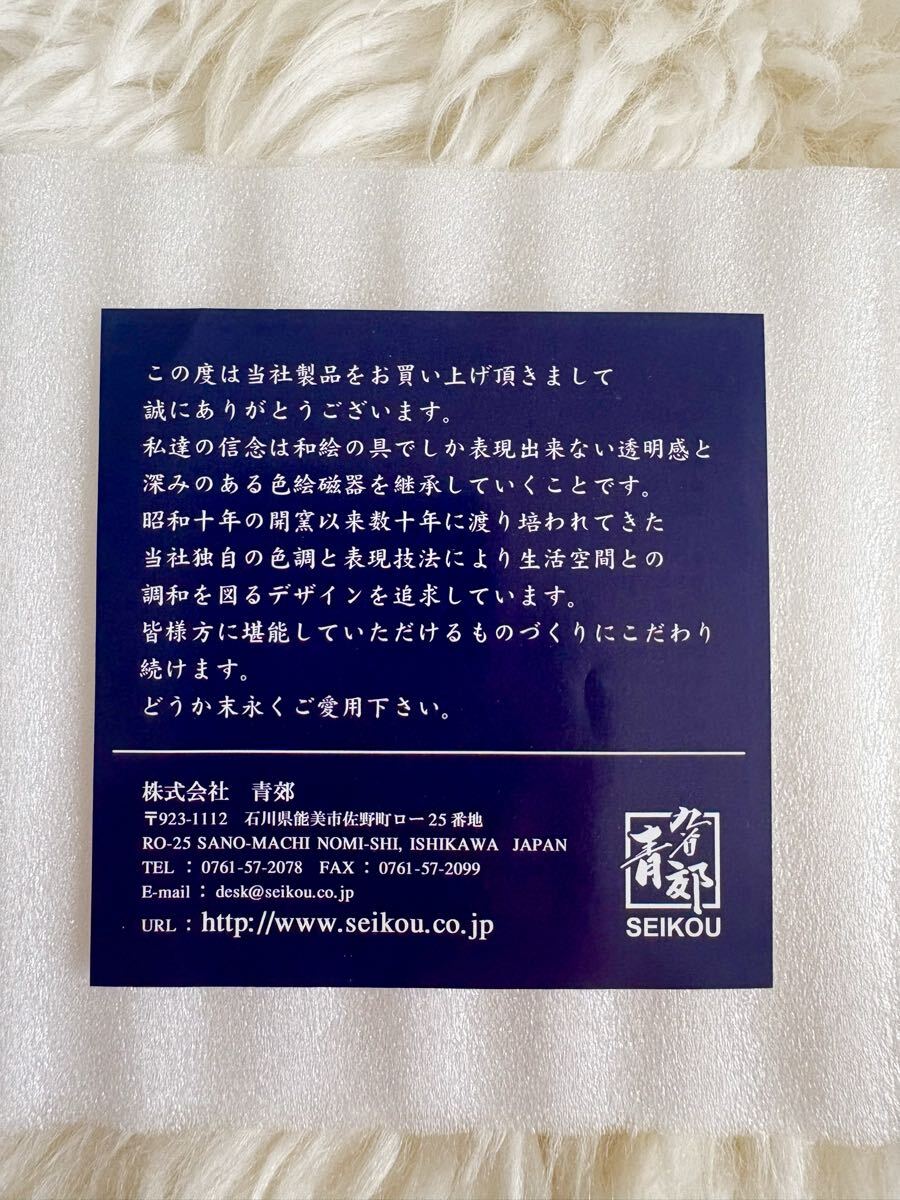 この度は当社製品をお買い上げ頂きまして
誠にありがとうございます。
私達の信念は和絵の具でしか表現出来ない透明感と
深みのある色絵磁器を継承していくことです。
昭和十年の開窯以来数十年に渡り培われてきた
当社独自の色調と表現技法により生活空間との
調和を図るデザインを追求しています。
皆様方に堪能していただけるものづくりにこだわり
続けます。
どうか末永くご愛用下さい。
株式会社　青郊
〒923-1112　石川県能美市佐野町ロー25番地
RO-25 SANO-MACHI NOMI-SHI, ISHIKAWA JAPAN
TEL：0761-57-2078 FAX：0761-57-2099
E-mail：desk@seikou.co.jp
URL：http://www.seikou.co.jp
九谷
青郊
SEIKOU